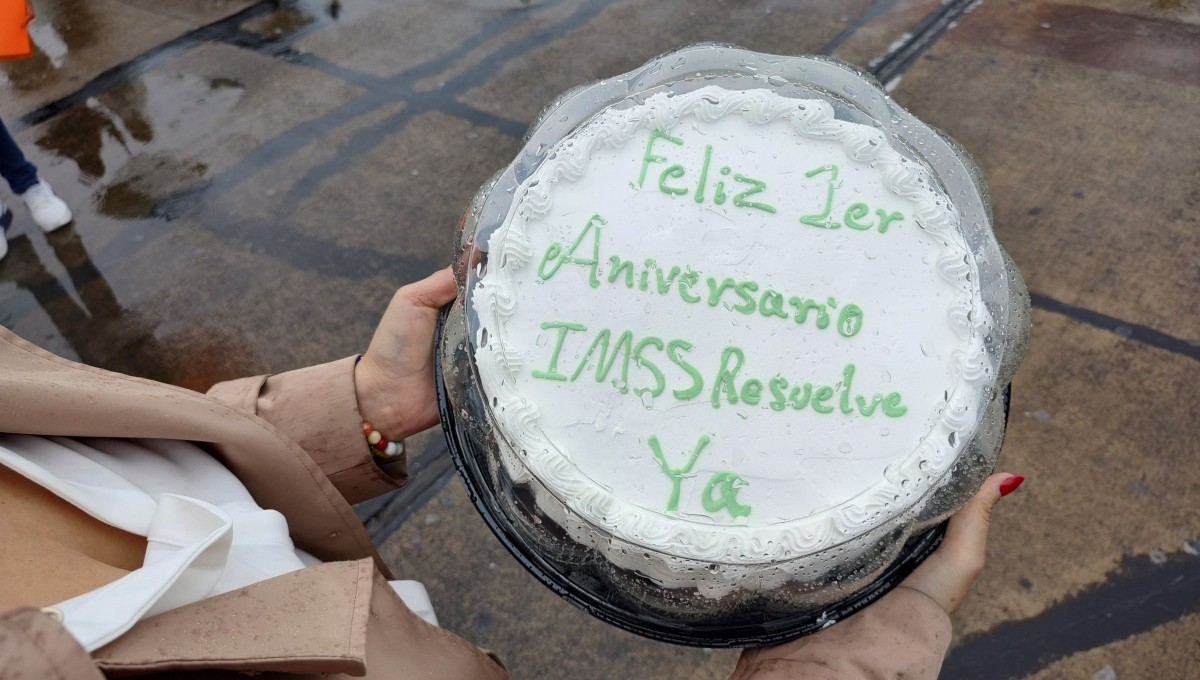 Feliz 1er
Aniversario
IMSS Resuelve
Ya